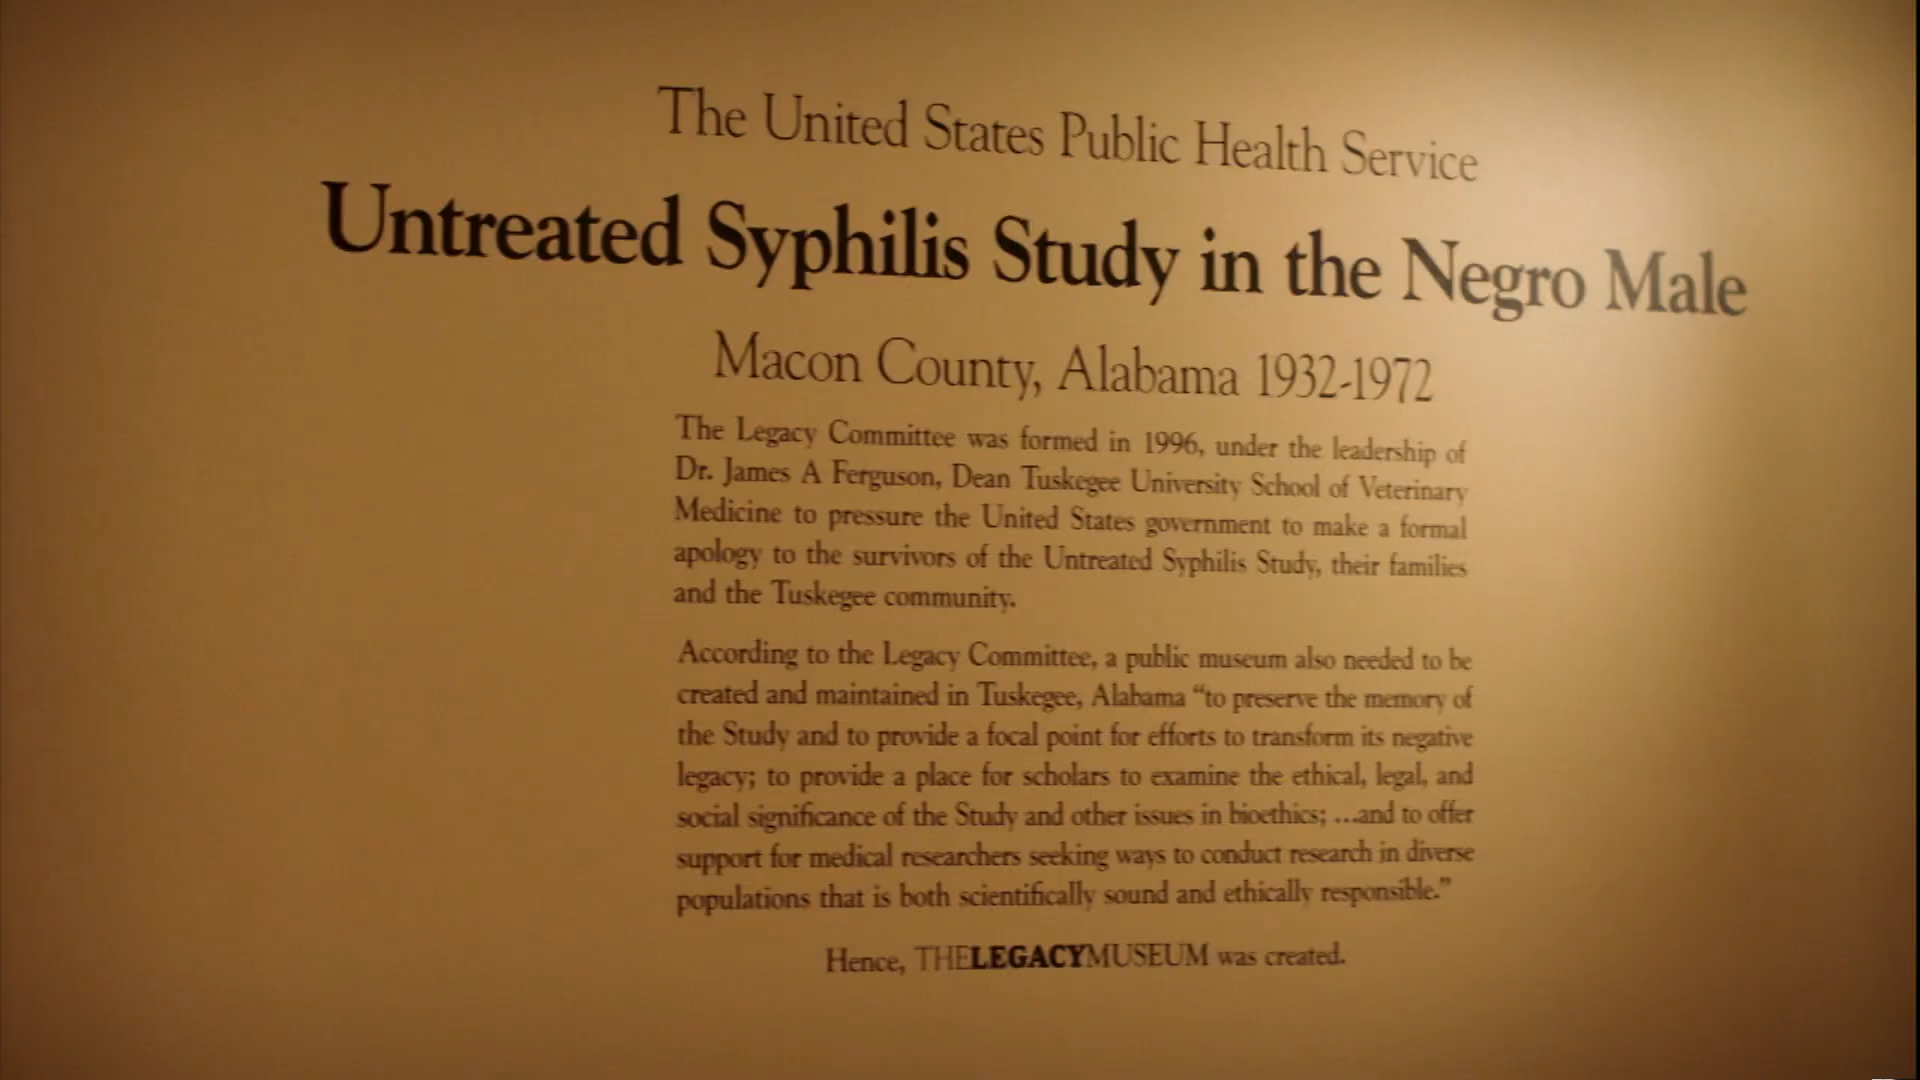 The United States Public Health Service
Untreated Syphilis Study in the Negro Male
Macon County, Alabama 1932-1972
The Legacy Committee was formed in 1996, under the leadership of
Dr. James A Ferguson, Dean Tuskegee University School of Veterinary
Medicine to pressure the United States government to make a formal
apology to the survivors of the Untreated Syphilis Study, their families
and the Tuskegee community.
According to the Legacy Committee, a public museum also needed to be
created and maintained in Tuskegee, Alabama “to preserve the memory of
the Study and to provide a focal point for efforts to transform its negative
legacy; to provide a place for scholars to examine the ethical, legal, and
social significance of the Study and other issues in bioethics; ...and to offer
support for medical researchers seeking ways to conduct research in diverse
populations that is both scientifically sound and ethically responsible.”
Hence, THELEGACYMUSEUM was created.